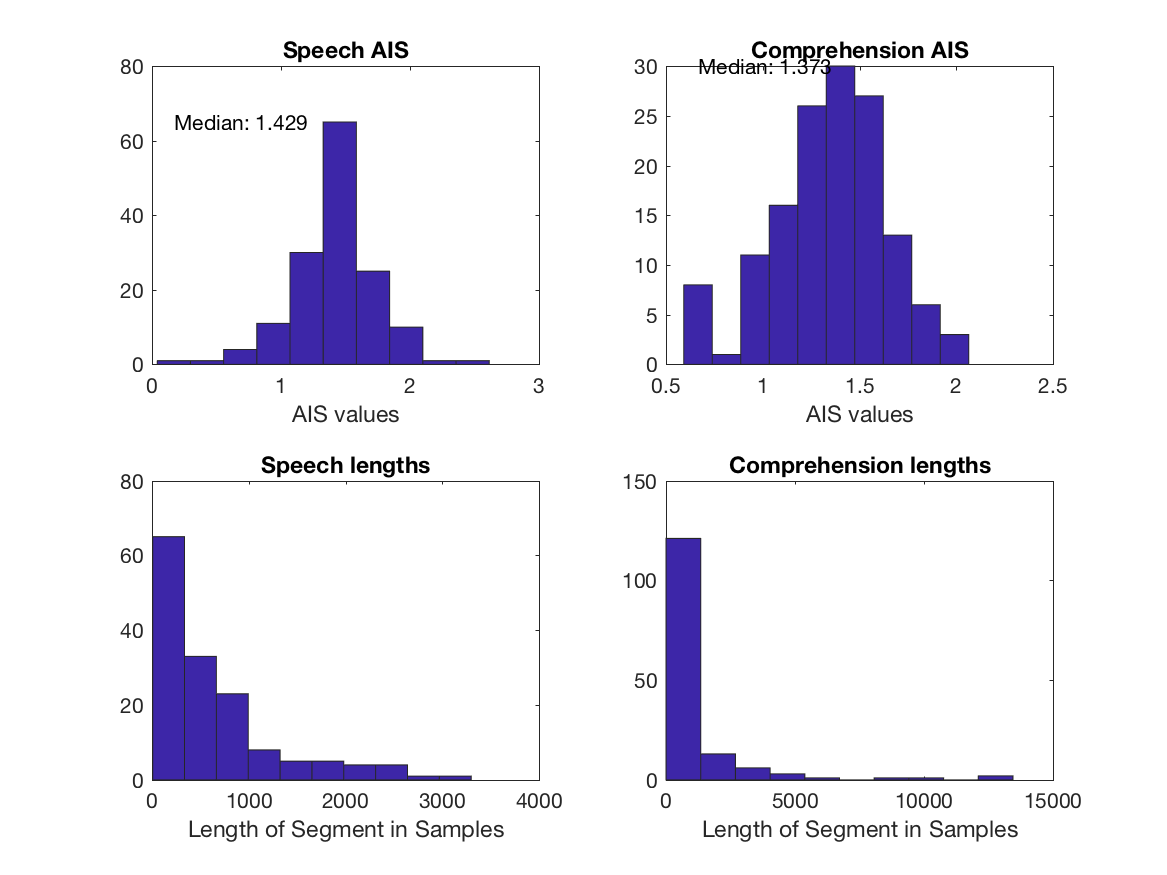 Speech AIS
80
60
40
20
0
Median: 1.429
0 1 2 3
AIS values
Comprehension AIS
30
25
20
15
10
5
0
Median: 1.373
0.5 1 1.5 2 2.5
AIS values
Speech lengths
80
60
40
20
0
0 1000 2000 3000 4000
Length of Segment in Samples
Comprehension lengths
150
100
50
0
0 5000 10000 15000
Length of Segment in Samples